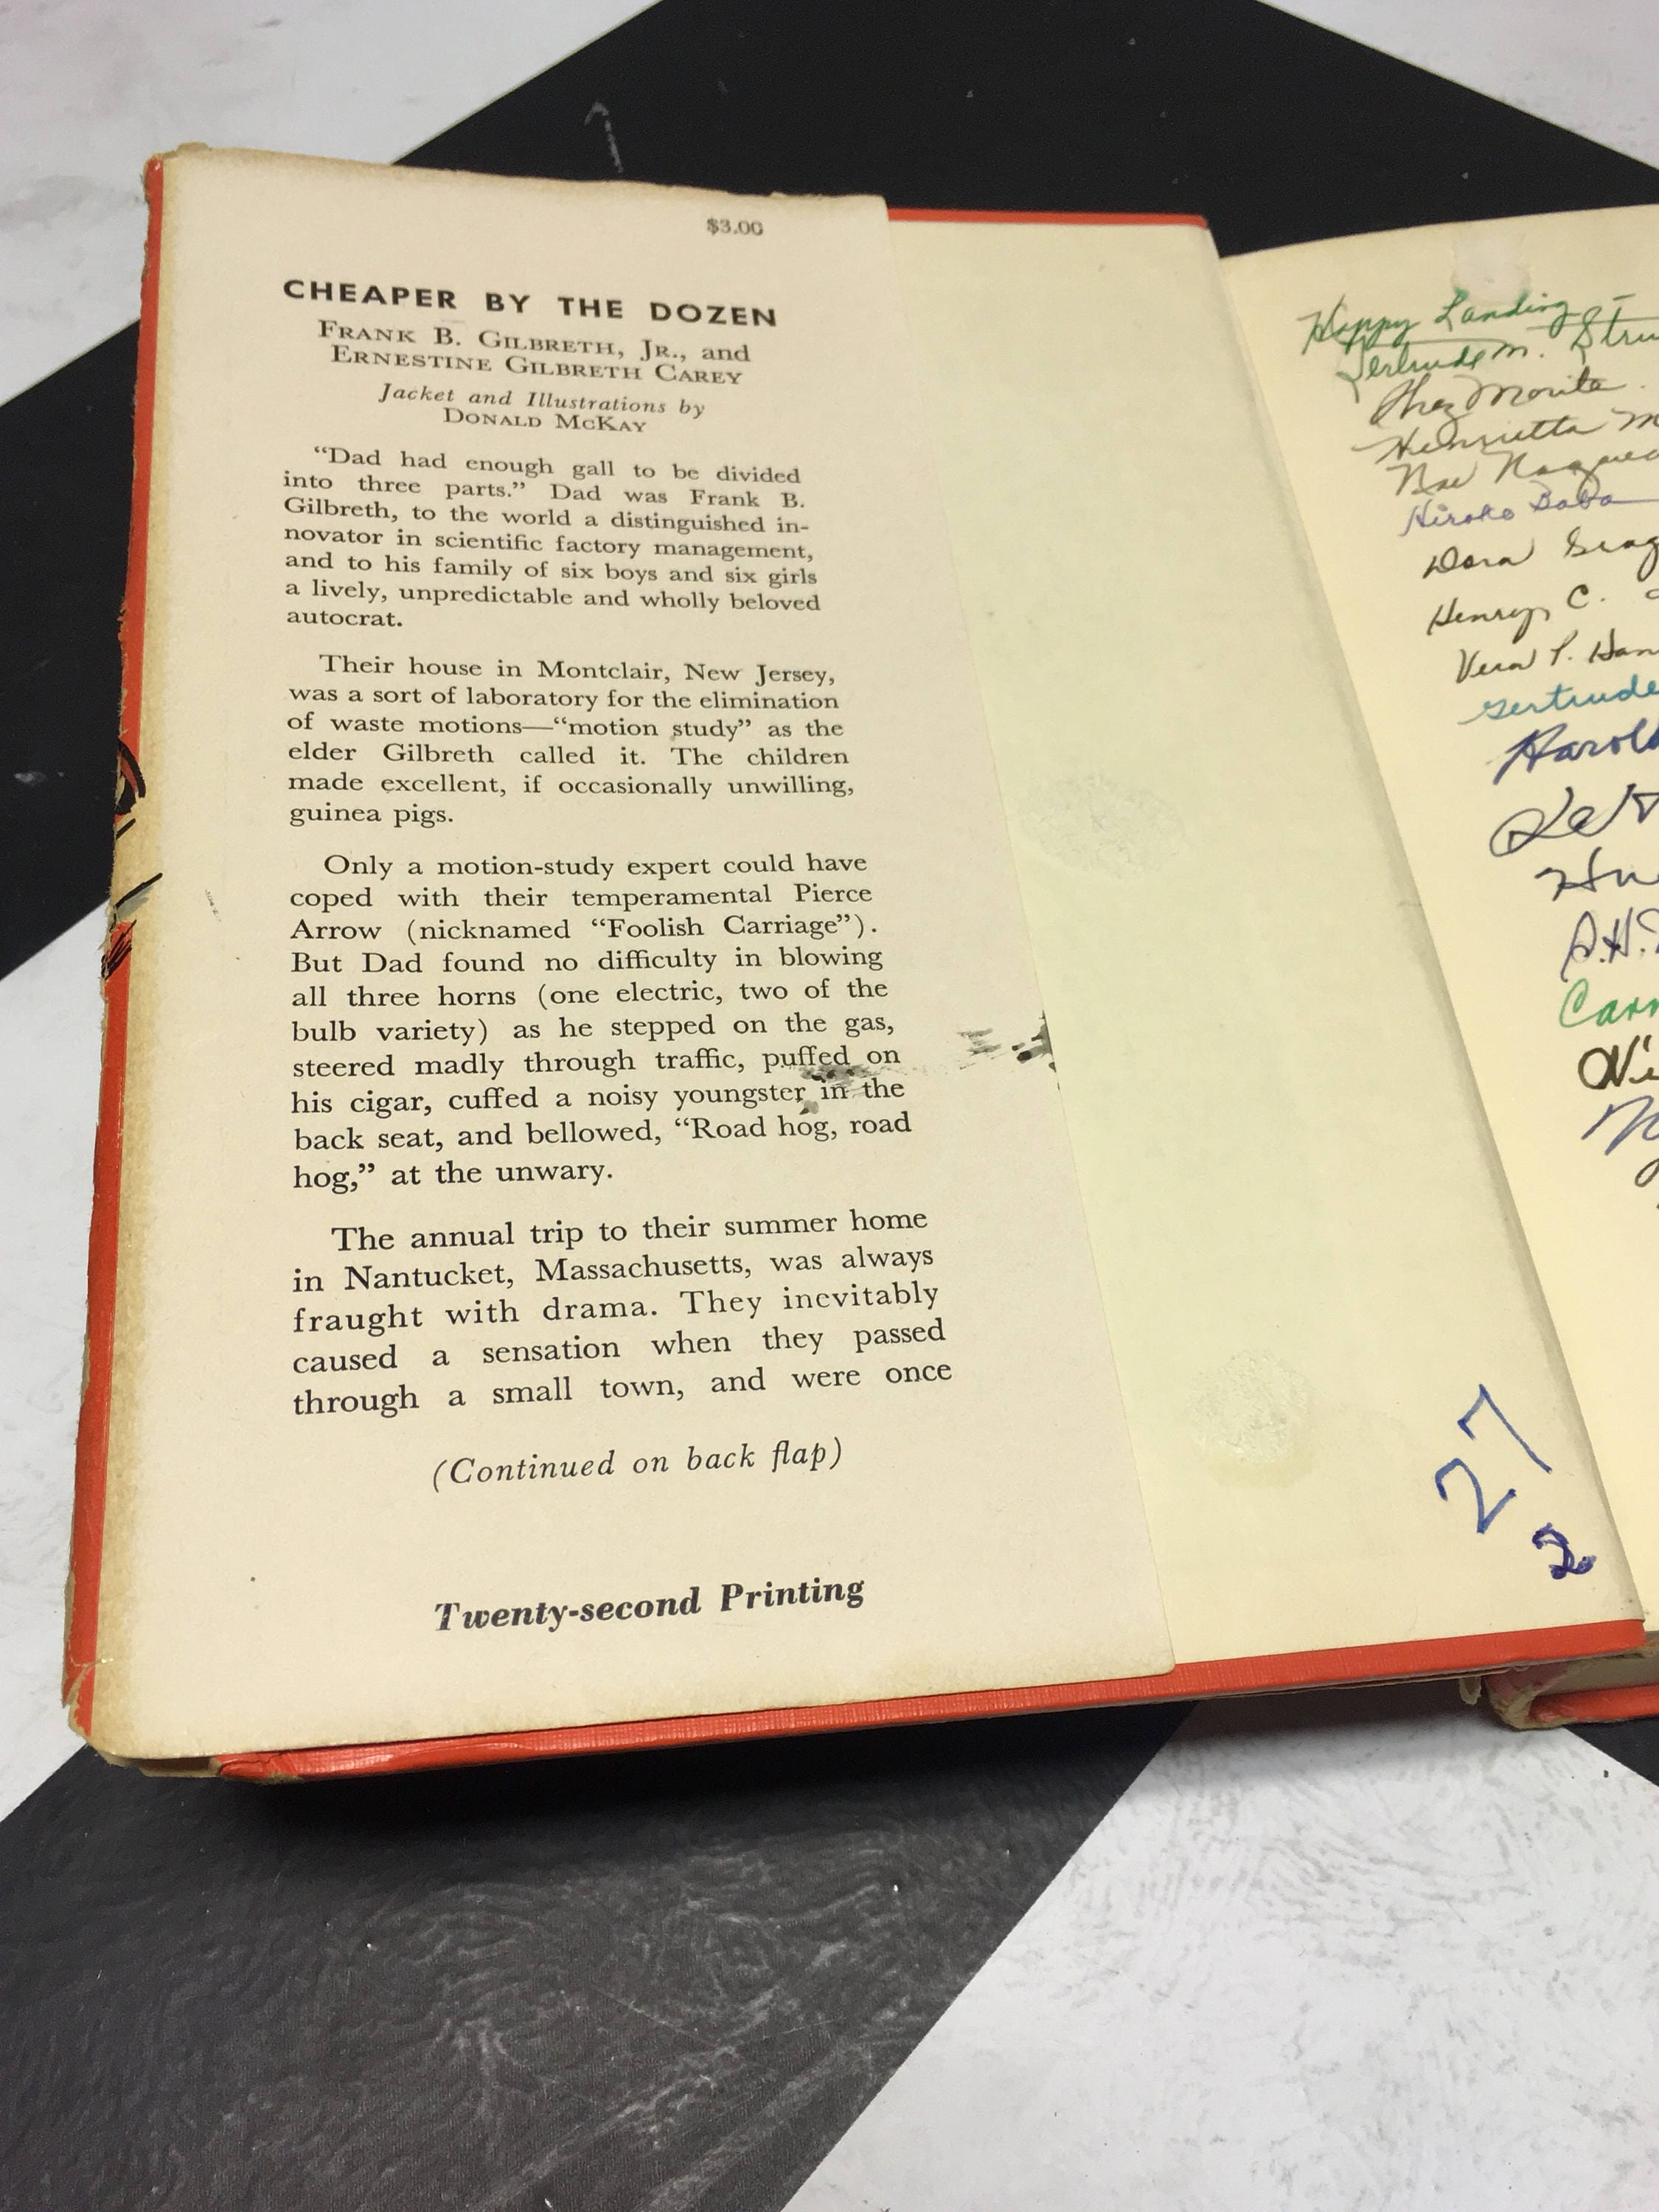 $3.00
CHEAPER BY THE DOZEN
FRANK B. GILBRETH, JR., and
ERNESTINE GILBRETH CAREY
Jacket and Illustrations by
DONALD MCKAY
“Dad had enough gall to be divided
into three parts.” Dad was Frank B.
Gilbreth, to the world a distinguished in-
novator in scientific factory management,
and to his family of six boys and six girls
a lively, unpredictable and wholly beloved
autocrat.
Their house in Montclair, New Jersey,
was a sort of laboratory for the elimination
of waste motions—“motion study” as the
elder Gilbreth called it. The children
made excellent, if occasionally unwilling,
guinea pigs.
Only a motion-study expert could have
coped with their temperamental Pierce
Arrow (nicknamed “Foolish Carriage”).
But Dad found no difficulty in blowing
all three horns (one electric, two of the
bulb variety) as he stepped on the gas,
steered madly through traffic, puffed on
his cigar, cuffed a noisy youngster in the
back seat, and bellowed, “Road hog, road
hog,” at the unwary.
The annual trip to their summer home
in Nantucket, Massachusetts, was always
fraught with drama. They inevitably
caused a sensation when they passed
through a small town, and were once
(Continued on back flap)
Twenty-second Printing
27
2
Happy Landing
Gertrude M.
Morita
Henrietta M
Hiroko Baba
Dora
Henry C.
Vera P.
Gertrude
Harold